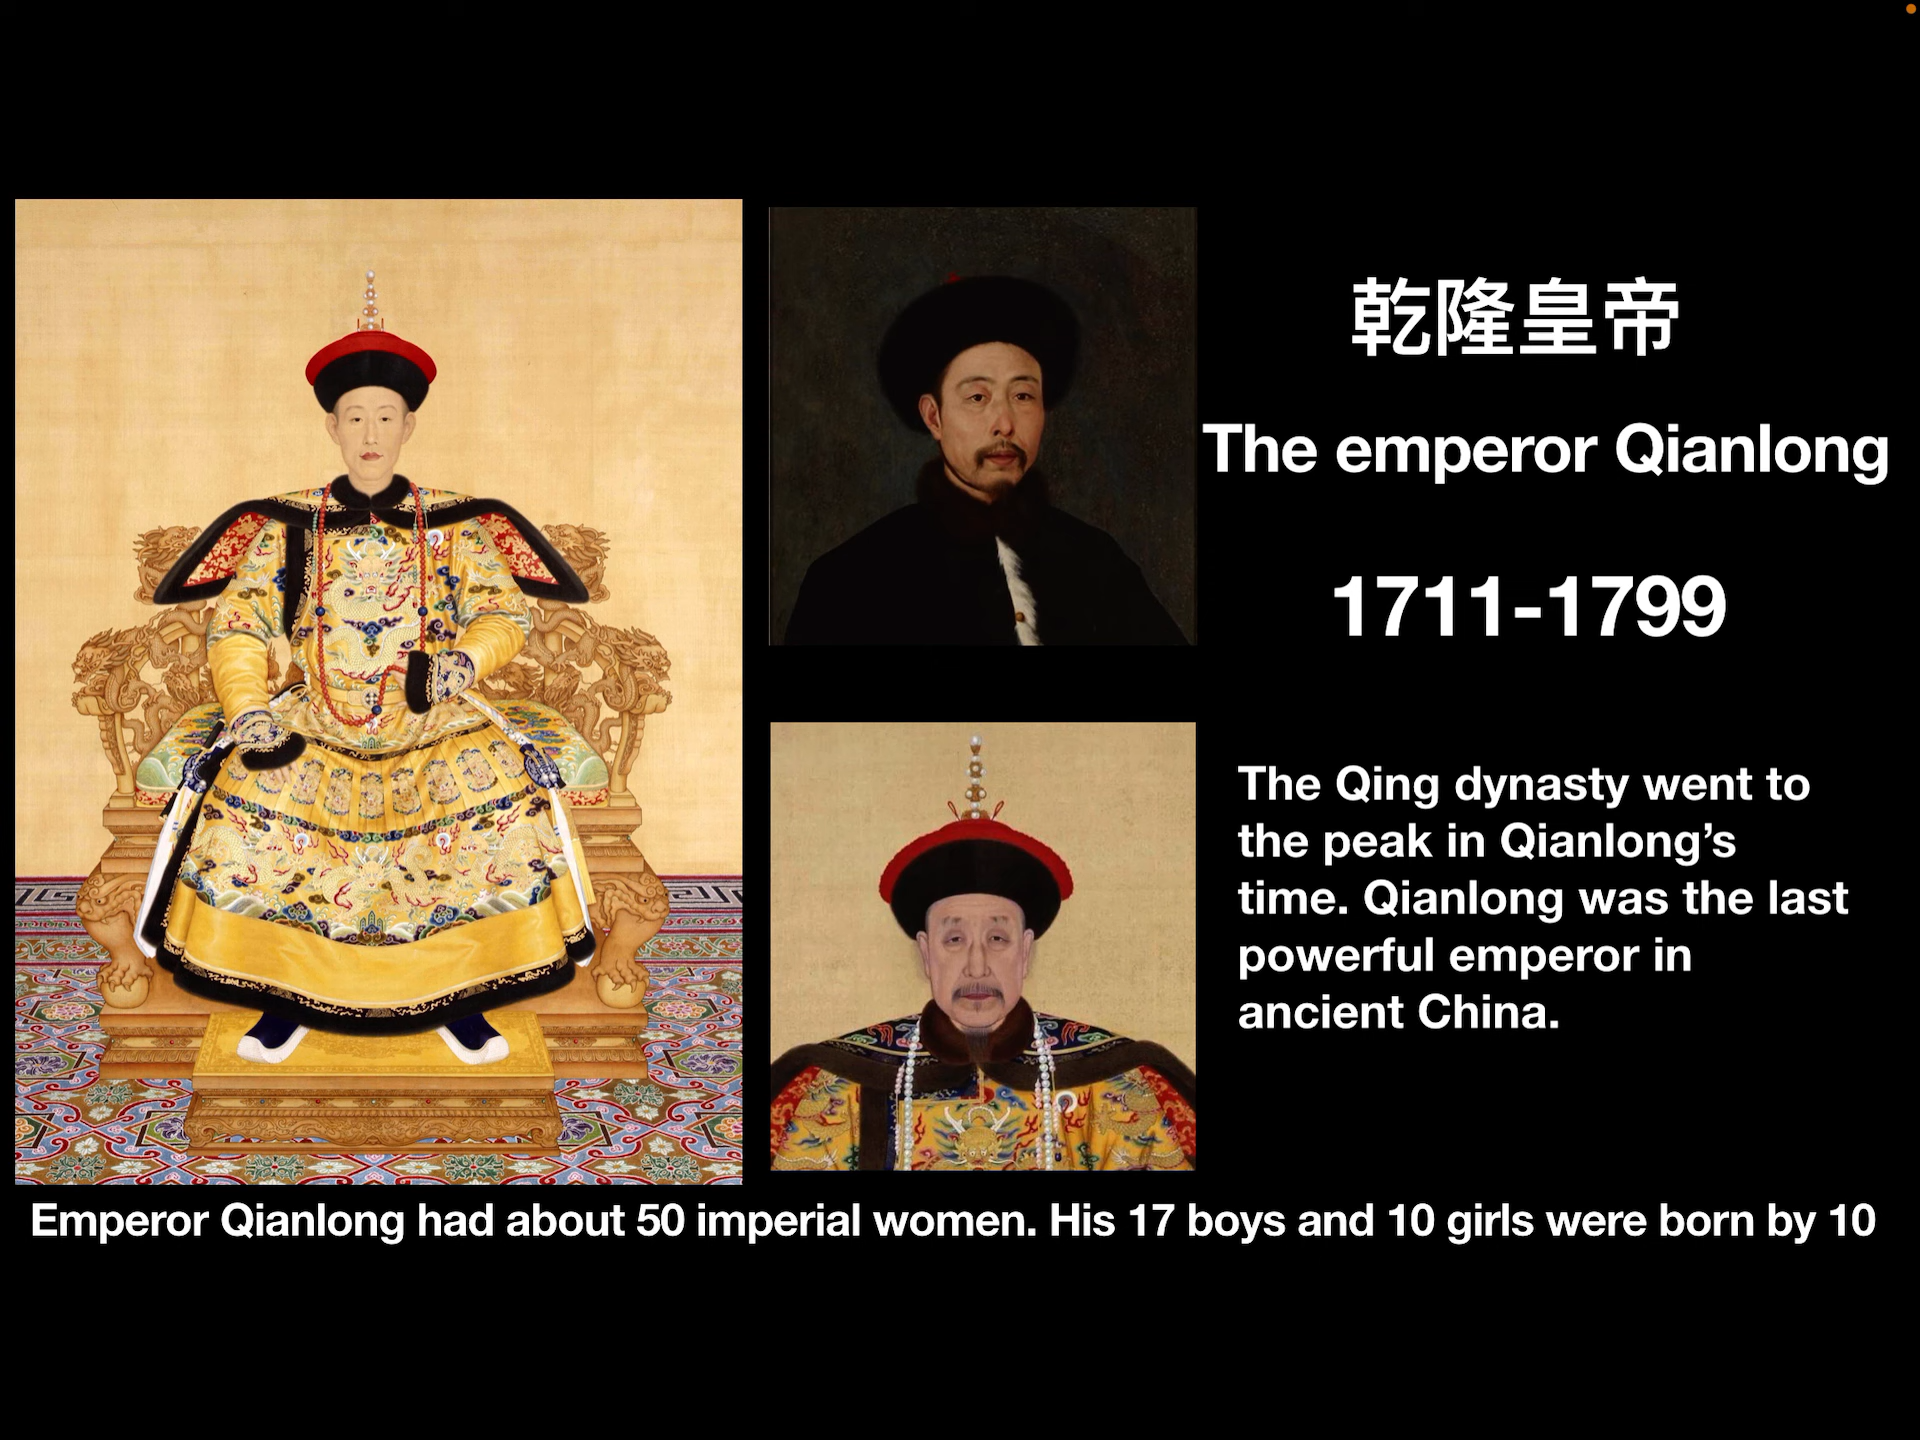 乾隆皇帝
The emperor Qianlong
1711-1799
The Qing dynasty went to
the peak in Qianlong’s
time. Qianlong was the last
powerful emperor in
ancient China.
Emperor Qianlong had about 50 imperial women. His 17 boys and 10 girls were born by 10